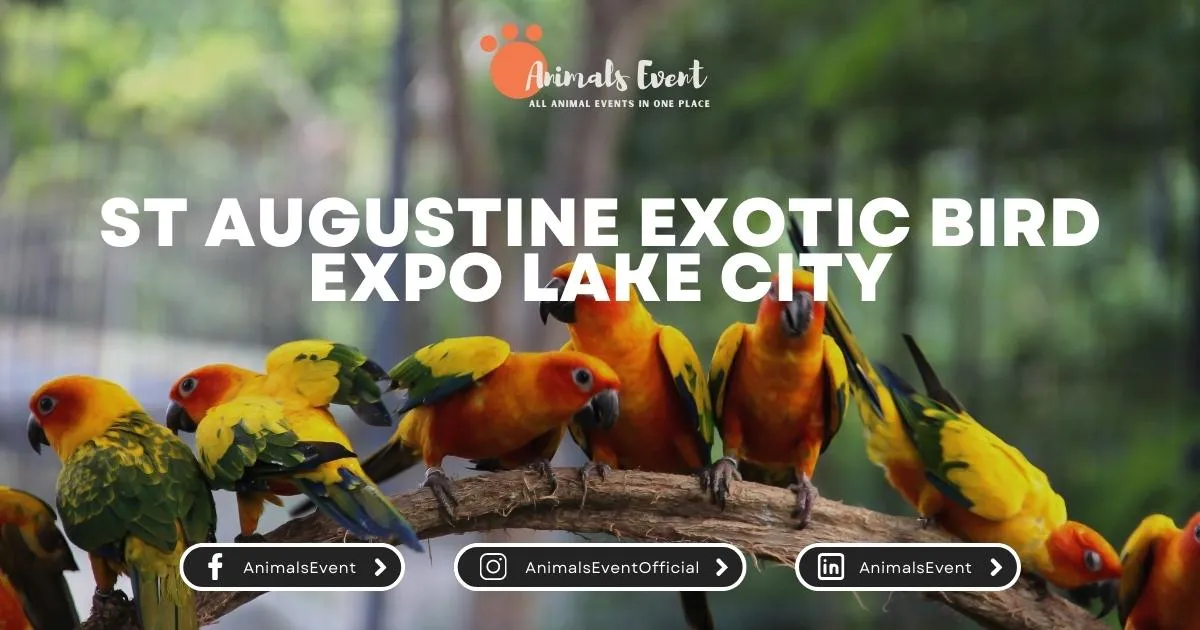 Animals Event
ALL ANIMAL EVENTS IN ONE PLACE
ST AUGUSTINE EXOTIC BIRD
EXPO LAKE CITY
AnimalsEvent
AnimalsEventOfficial
AnimalsEvent